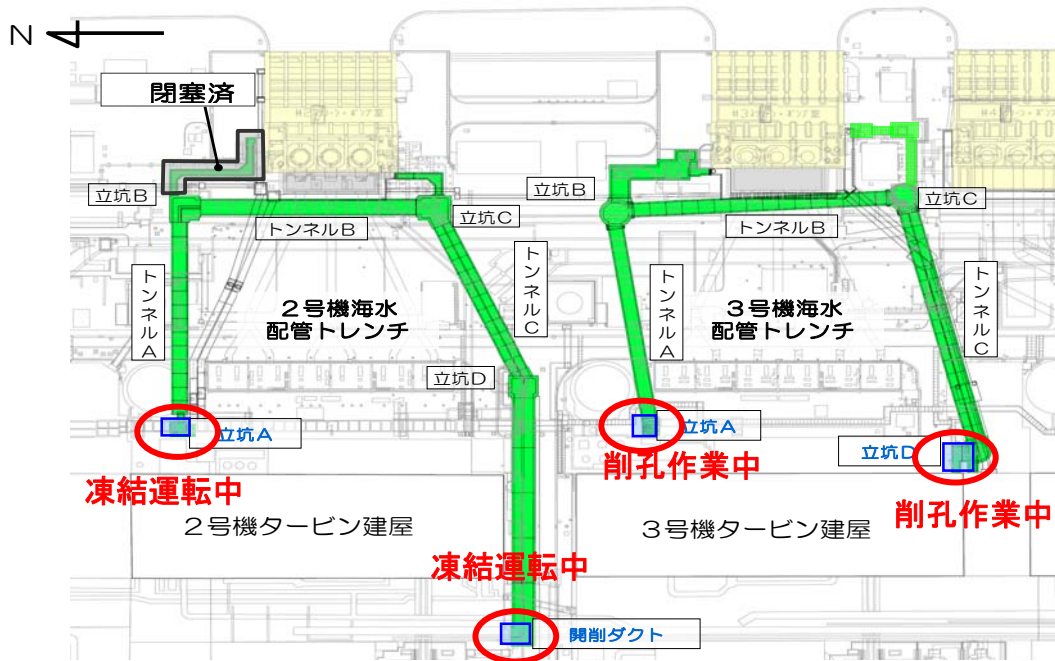 N
閉塞済
立坑B
トンネルB
立坑C
トンネルA
2号機海水
配管トレンチ
トンネルC
立坑D
立坑A
凍結運転中
2号機タービン建屋
凍結運転中
開削ダクト
立坑B
トンネルB
立坑C
トンネルA
3号機海水
配管トレンチ
トンネルC
立坑A
削孔作業中
立坑D
削孔作業中
3号機タービン建屋